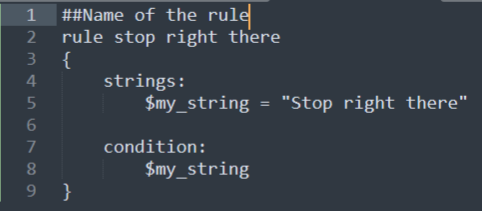 1 ##Name of the rule
2 rule stop right there
3 {
4 strings:
5 $my_string = "Stop right there"
6
7 condition:
8 $my_string
9 }